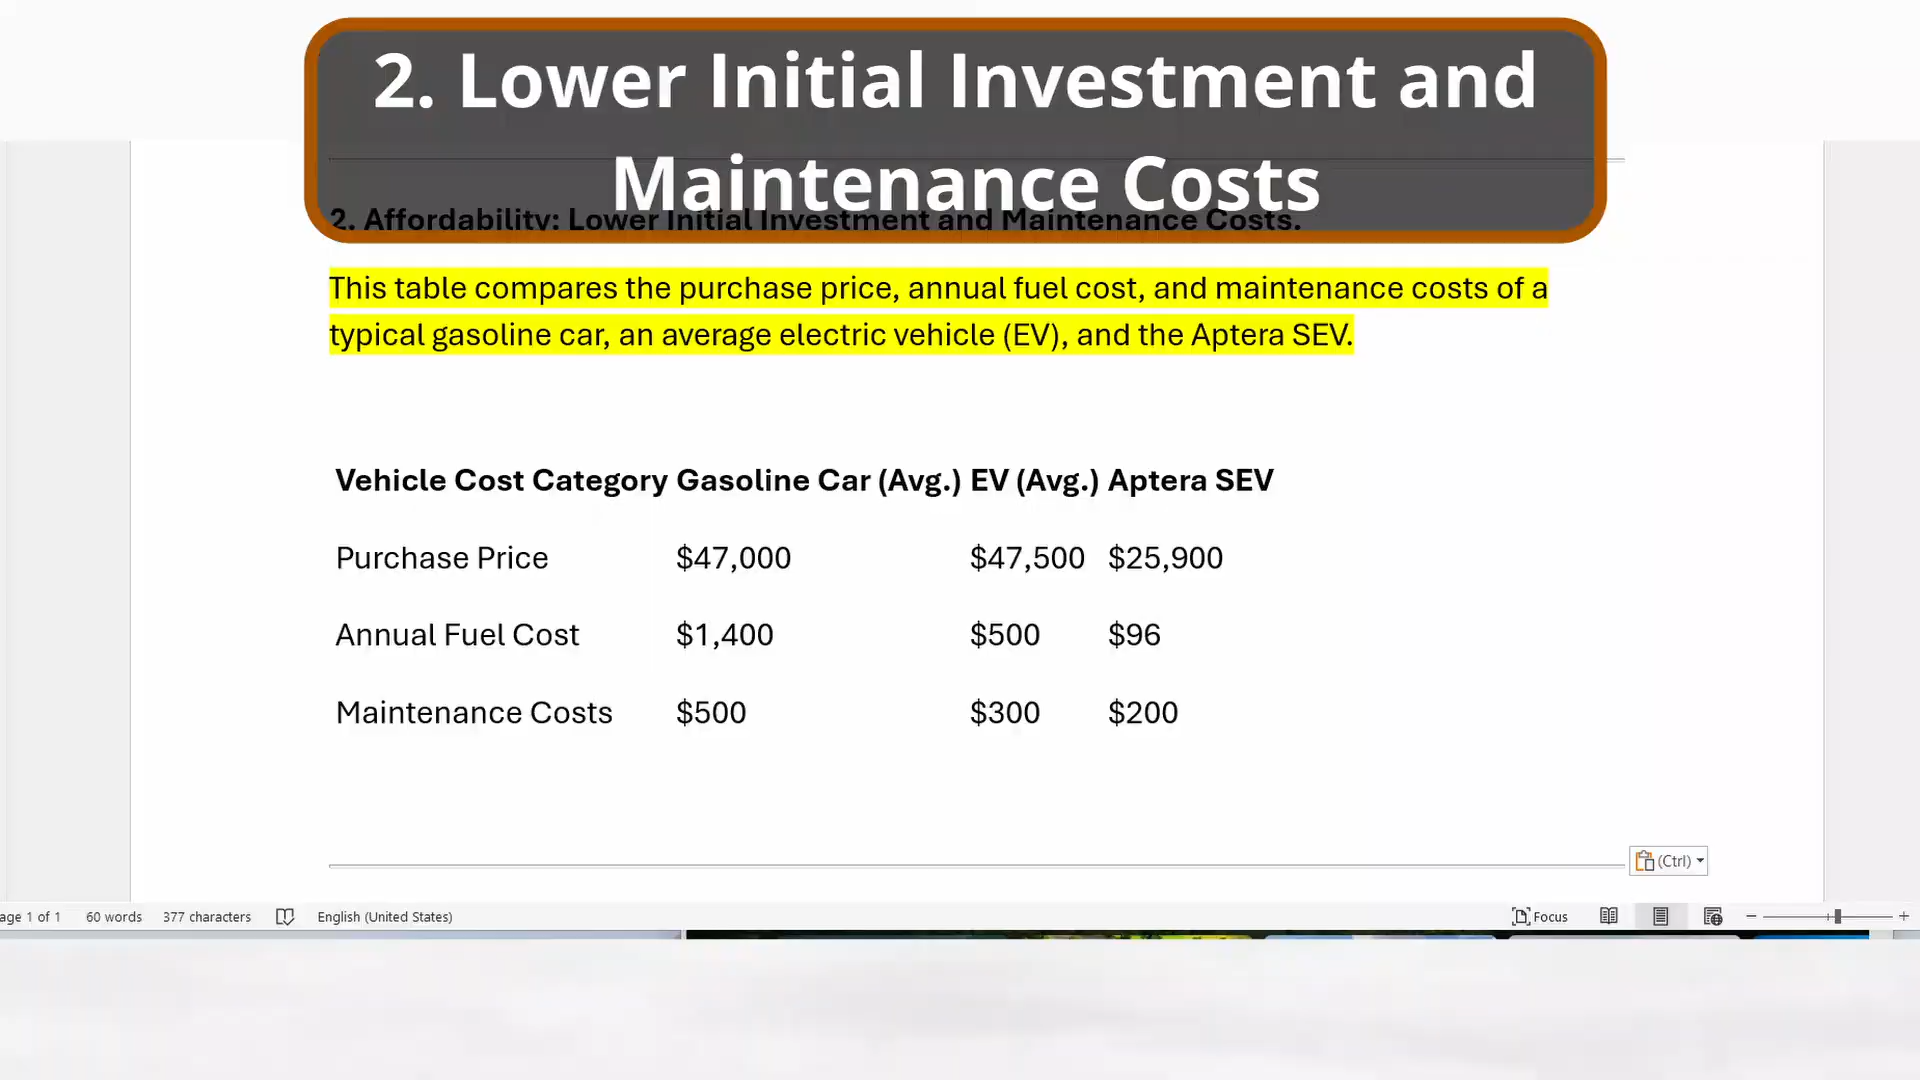 2. Lower Initial Investment and
Maintenance Costs
2. Affordability: Lower Initial Investment and Maintenance Costs.
This table compares the purchase price, annual fuel cost, and maintenance costs of a
typical gasoline car, an average electric vehicle (EV), and the Aptera SEV.
Vehicle Cost Category Gasoline Car (Avg.) EV (Avg.) Aptera SEV
Purchase Price $47,000 $47,500 $25,900
Annual Fuel Cost $1,400 $500 $96
Maintenance Costs $500 $300 $200
(Ctrl)
age 1 of 1 60 words 377 characters English (United States) Focus